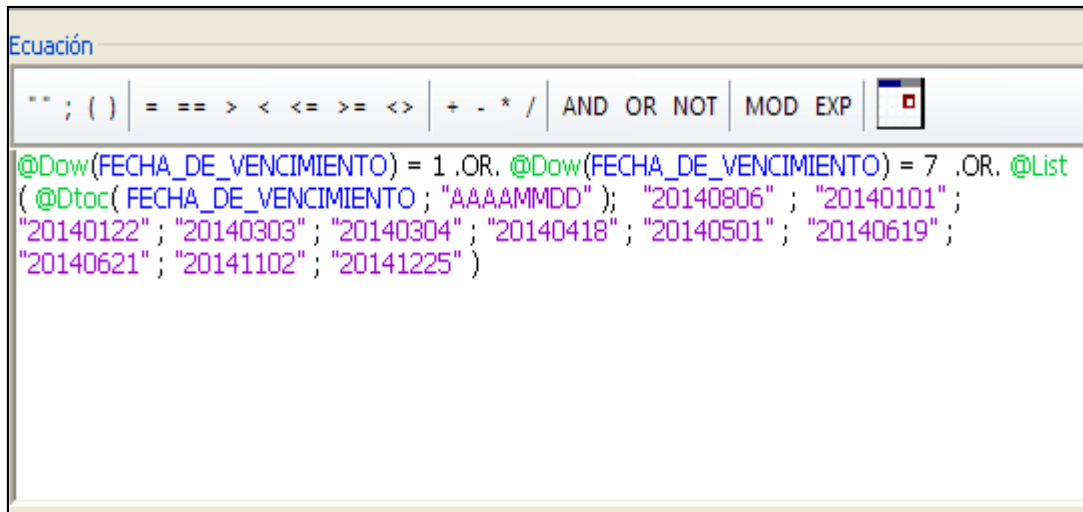 Ecuación
"" ; ( ) = == > < <= >= <> + - * / AND OR NOT MOD EXP
@Dow(FECHA_DE_VENCIMIENTO) = 1 .OR. @Dow(FECHA_DE_VENCIMIENTO) = 7 .OR. @List
( @Dtoc( FECHA_DE_VENCIMIENTO ; "AAAAMMDD" ); "20140806" ; "20140101" ;
"20140122" ; "20140303" ; "20140304" ; "20140418" ; "20140501" ; "20140619" ;
"20140621" ; "20141102" ; "20141225" )